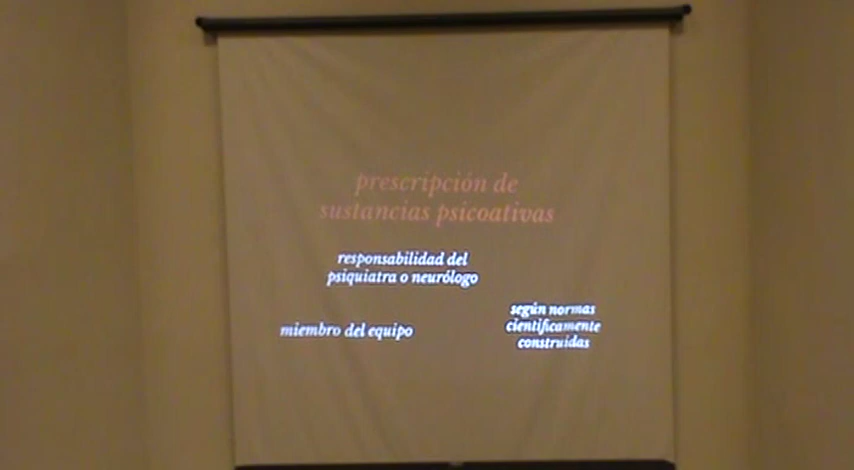 prescripción de
sustancias psicoativas
responsabilidad del
psiquiatra o neurólogo
miembro del equipo
según normas
cientificamente
construidas